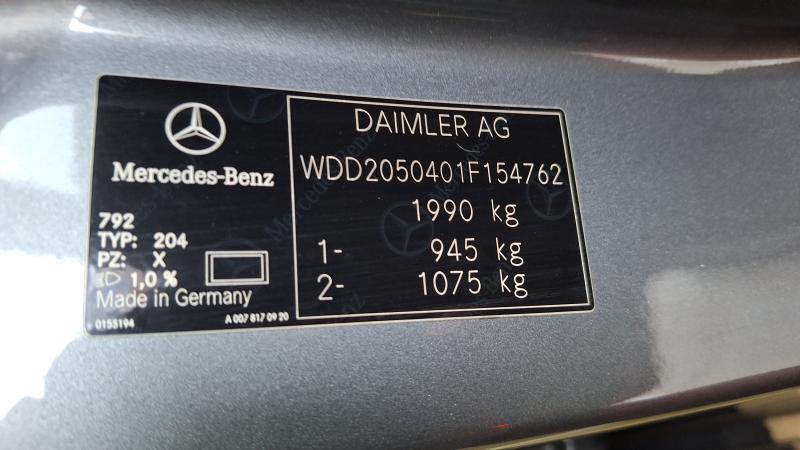 Mercedes-Benz
792
TYP: 204
PZ: X
1,0 %
Made in Germany
0155194
A 007 817 09 20
DAIMLER AG
WDD2050401F154762
1990 kg
1- 945 kg
2- 1075 kg